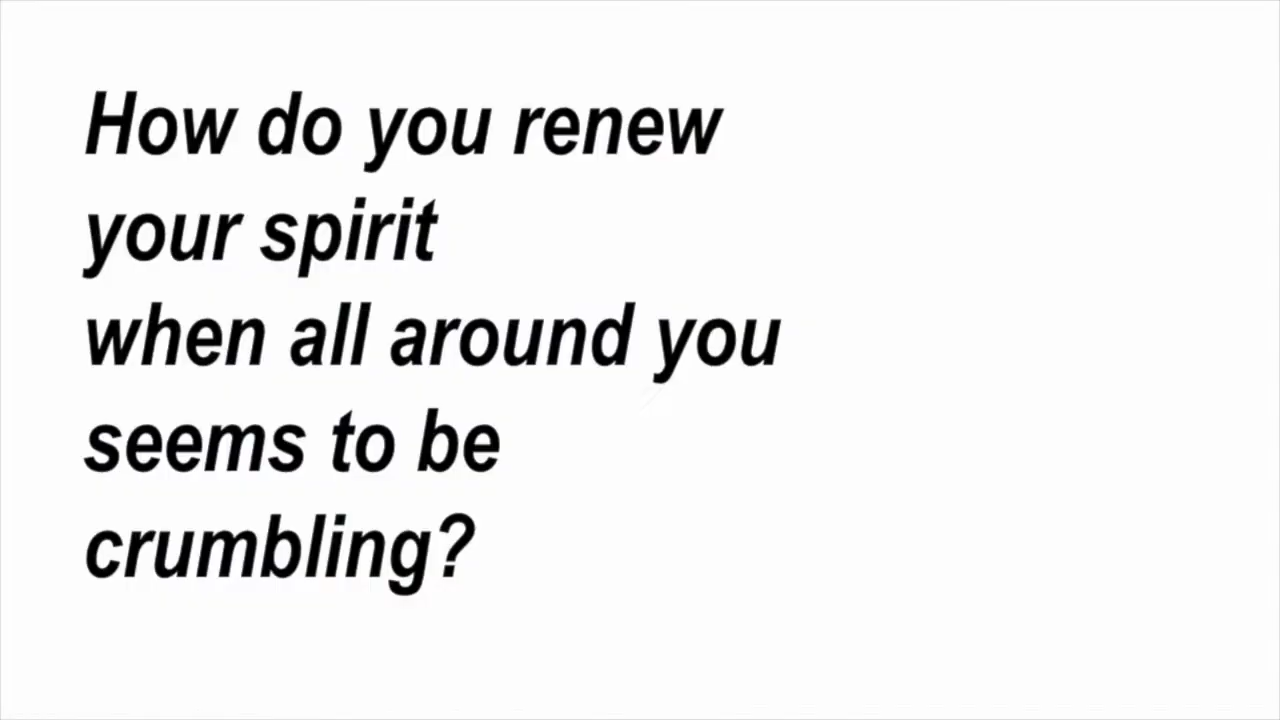 How do you renew
your spirit
when all around you
seems to be
crumbling?